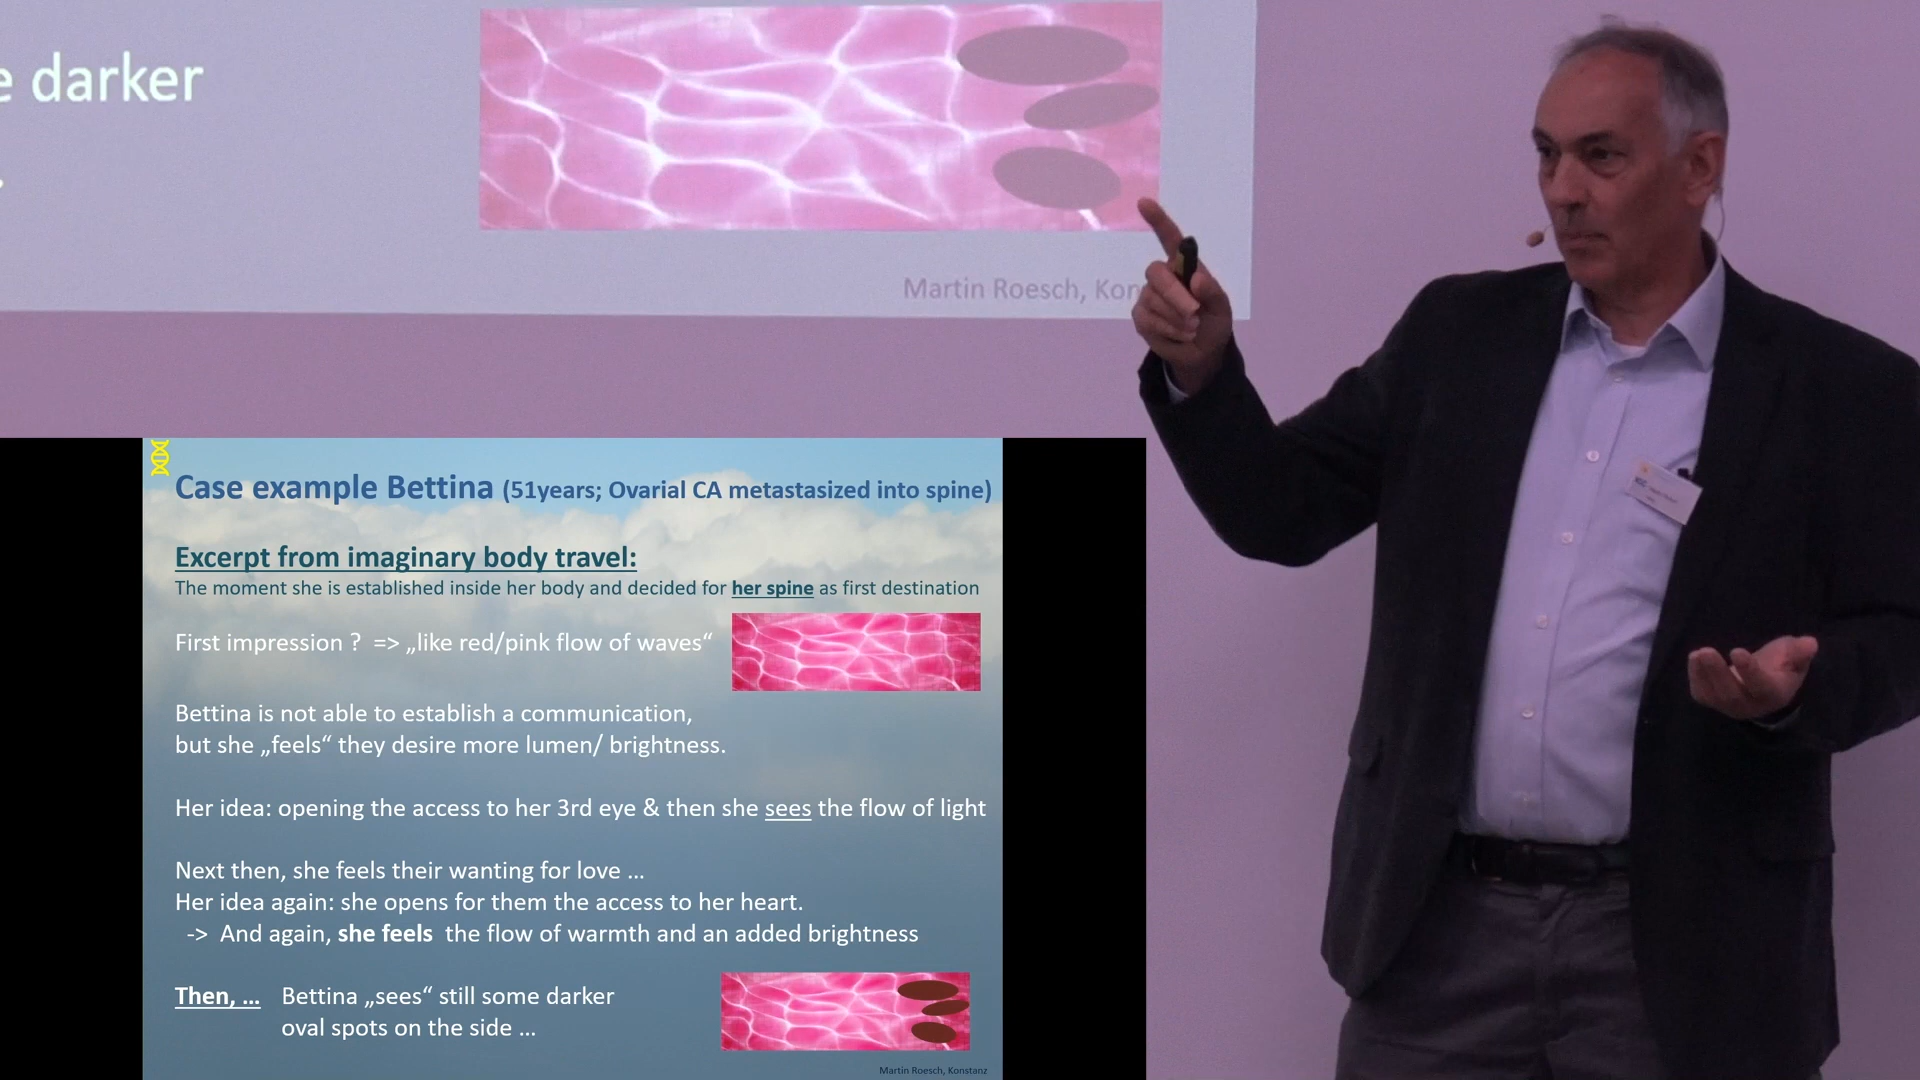 e darker
Martin Roesch, Kon
Case example Bettina (51years; Ovarial CA metastasized into spine)
Excerpt from imaginary body travel:
The moment she is established inside her body and decided for her spine as first destination
First impression ? => „like red/pink flow of waves“
Bettina is not able to establish a communication,
but she „feels“ they desire more lumen/ brightness.
Her idea: opening the access to her 3rd eye & then she sees the flow of light
Next then, she feels their wanting for love ...
Her idea again: she opens for them the access to her heart.
-> And again, she feels the flow of warmth and an added brightness
Then, ... Bettina „sees“ still some darker
oval spots on the side ...
Martin Roesch, Konstanz